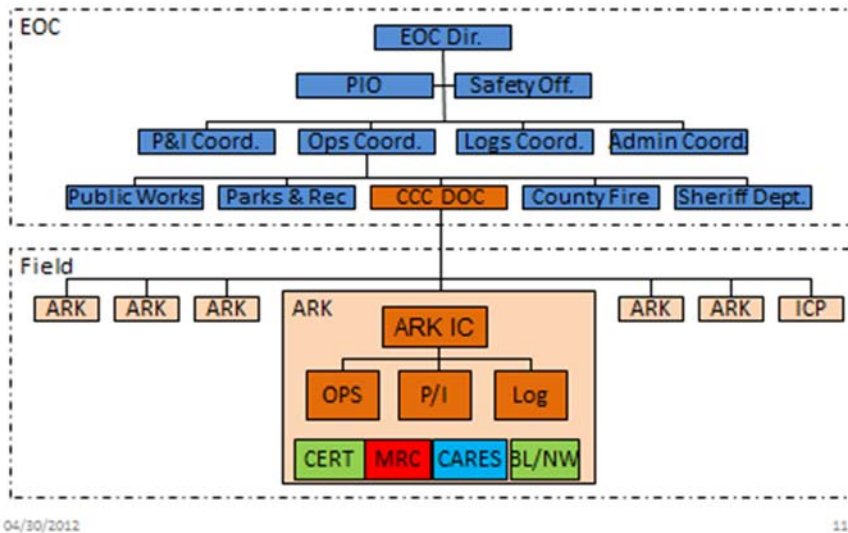 EOC
EOC Dir.
PIO Safety Off.
P&I Coord. Ops Coord. Logs Coord. Admin Coord.
Public Works Parks & Rec CCC DOC County Fire Sheriff Dept.
Field
ARK ARK ARK ARK ARK ARK ICP
ARK IC
OPS P/I Log
CERT MRC CARES BL/NW
04/30/2012 11